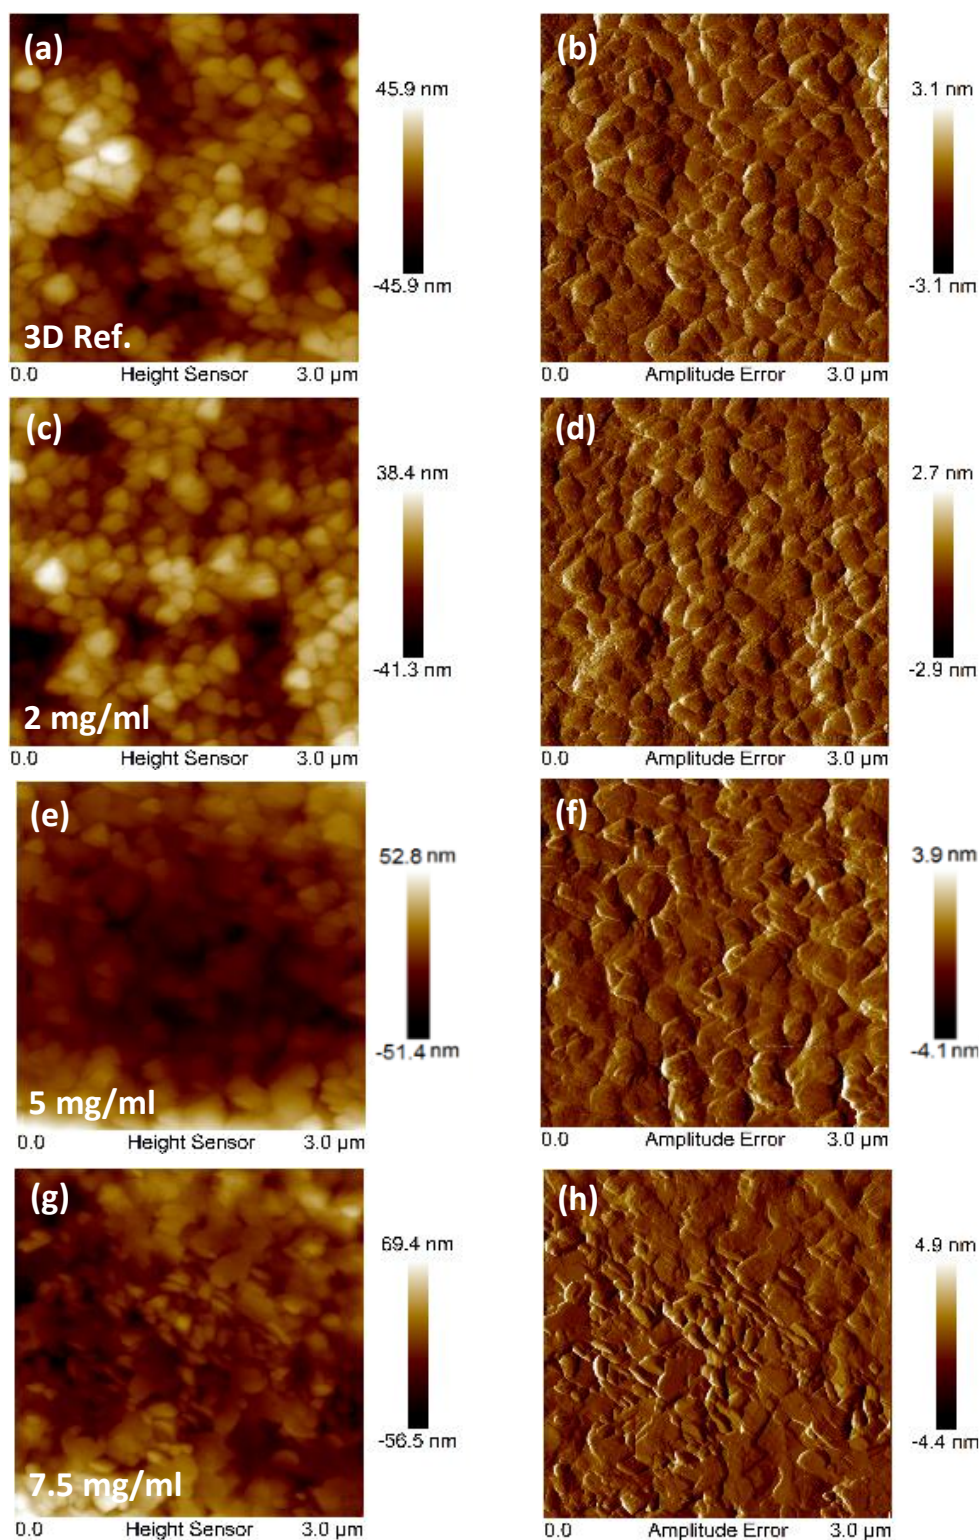 (a)
45.9 nm
-45.9 nm
3D Ref.
0.0 Height Sensor 3.0 µm
(b)
3.1 nm
-3.1 nm
0.0 Amplitude Error 3.0 µm
(c)
38.4 nm
-41.3 nm
2 mg/ml
0.0 Height Sensor 3.0 µm
(d)
2.7 nm
-2.9 nm
0.0 Amplitude Error 3.0 µm
(e)
52.8 nm
-51.4 nm
5 mg/ml
0.0 Height Sensor 3.0 µm
(f)
3.9 nm
-4.1 nm
0.0 Amplitude Error 3.0 µm
(g)
69.4 nm
-56.5 nm
7.5 mg/ml
0.0 Height Sensor 3.0 µm
(h)
4.9 nm
-4.4 nm
0.0 Amplitude Error 3.0 µm